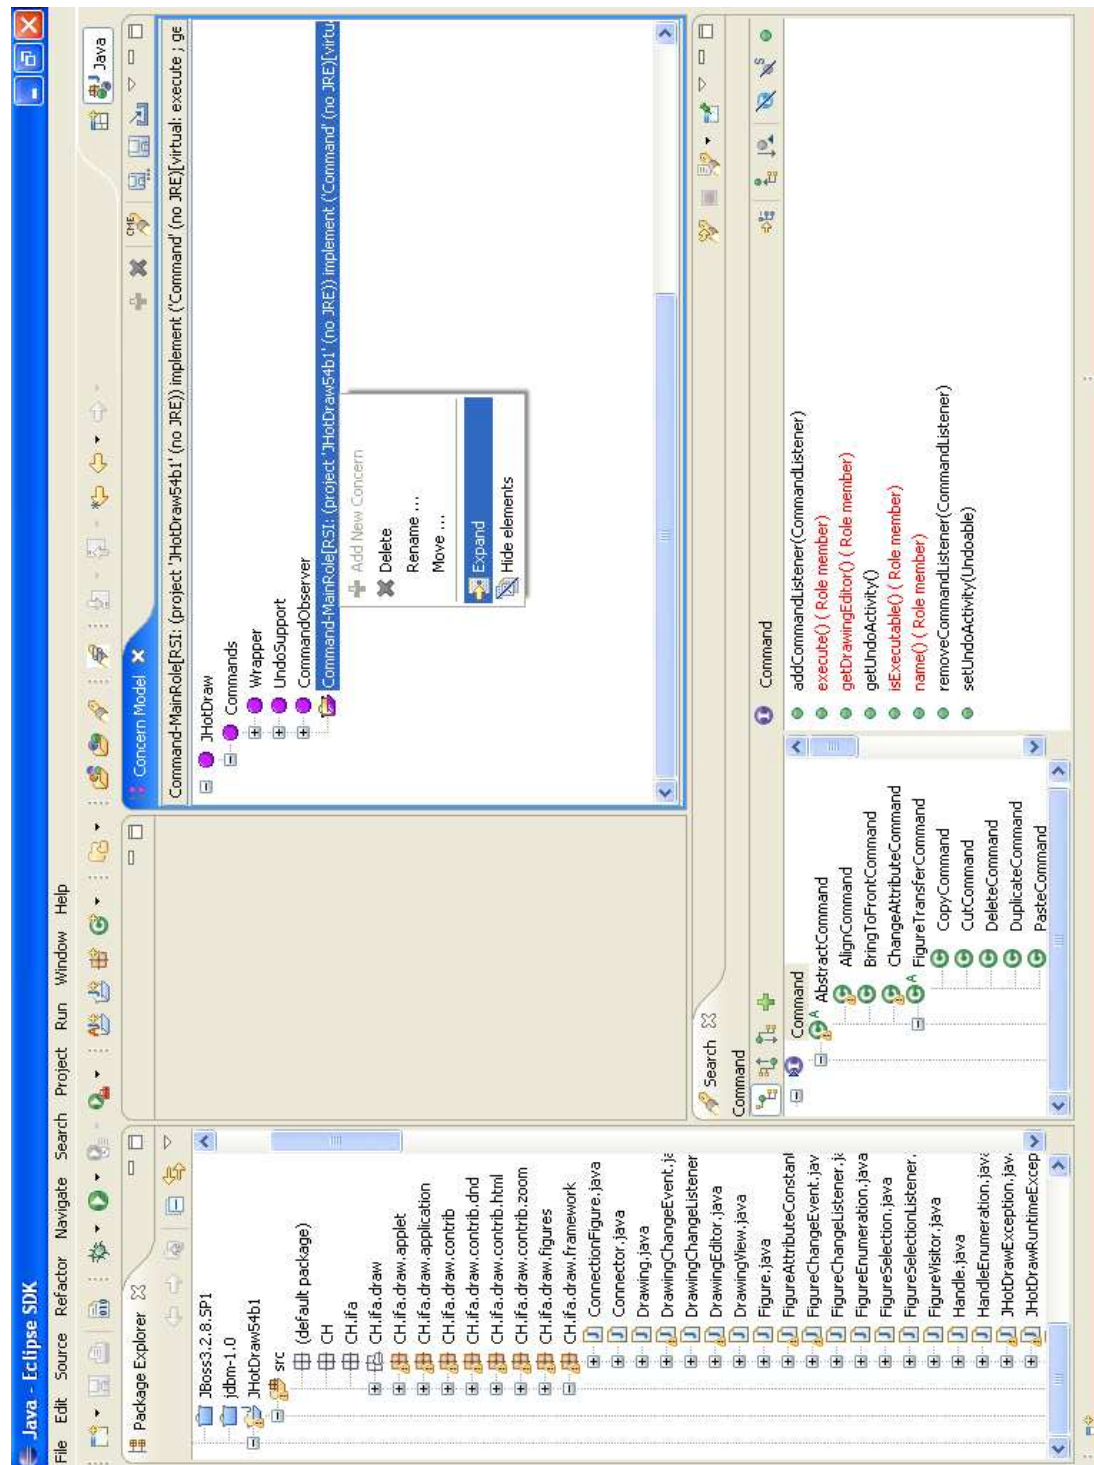 Java - Eclipse SDK
File Edit Source Refactor Navigate Search Project Run Window Help
Java
Package Explorer
JBoss3.2.8.SP1
jdbm-1.0
JHotDraw54b1
src
(default package)
CH
CH.ifa
CH.ifa.draw
CH.ifa.draw.applet
CH.ifa.draw.application
CH.ifa.draw.contrib
CH.ifa.draw.contrib.dnd
CH.ifa.draw.contrib.html
CH.ifa.draw.contrib.zoom
CH.ifa.draw.figures
CH.ifa.draw.framework
ConnectionFigure.java
Connector.java
Drawing.java
DrawingChangeEvent.ja
DrawingChangeListener
DrawingEditor.java
DrawingView.java
Figure.java
FigureAttributeConstant
FigureChangeEvent.jav
FigureChangeListener.ja
FigureEnumeration.java
FigureSelection.java
FigureSelectionListener.
FigureVisitor.java
Handle.java
HandleEnumeration.java
JHotDrawException.jav.
JHotDrawRuntimeExcep
Concern Model
CME
Command-MainRole[RSI: (project 'JHotDraw54b1' (no JRE)) implement ('Command' (no JRE)[virtual: execute ; ge
JHotDraw
Commands
Wrapper
UndoSupport
CommandObserver
Command-MainRole[RSI: (project 'JHotDraw54b1' (no JRE)) implement ('Command' (no JRE)[virtu
Add New Concern
Delete
Rename ...
Move ...
Expand
Hide elements
Search
Command
Command
AbstractCommand
AlignCommand
BringToFrontCommand
ChangeAttributeCommand
FigureTransferCommand
CopyCommand
CutCommand
DeleteCommand
DuplicateCommand
PasteCommand
Command
addCommandListener(CommandListener)
execute() ( Role member)
getDrawingEditor() ( Role member)
getUndoActivity()
isExecutable() ( Role member)
name() ( Role member)
removeCommandListener(CommandListener)
setUndoActivity(Undoable)